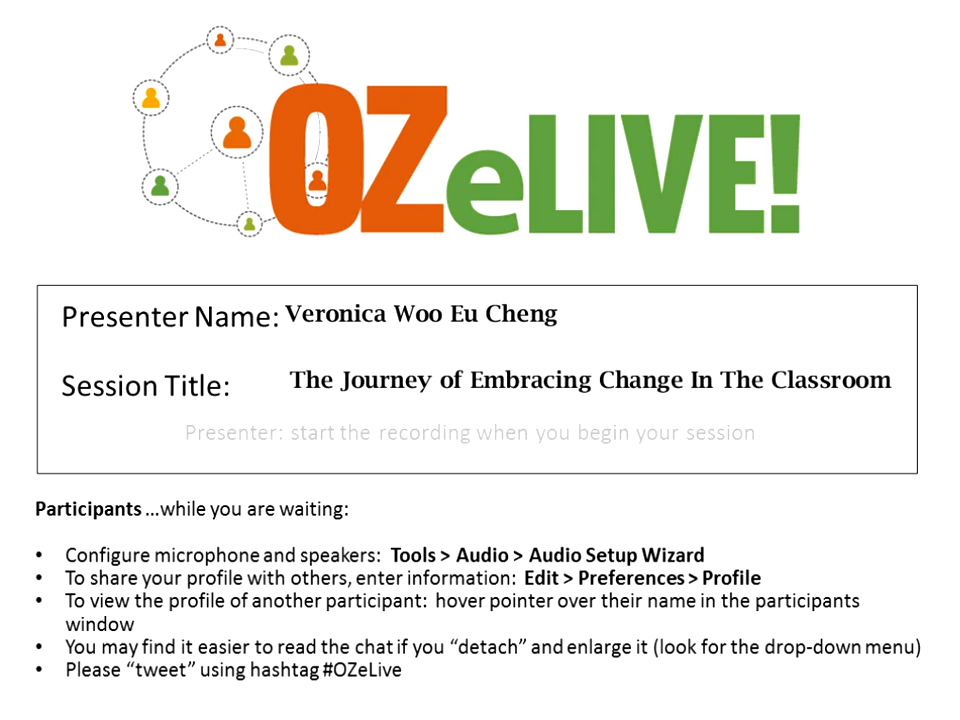 OZeLIVE!
Presenter Name: Veronica Woo Eu Cheng
Session Title: The Journey of Embracing Change In The Classroom
Presenter: start the recording when you begin your session
Participants ...while you are waiting:
• Configure microphone and speakers: Tools > Audio > Audio Setup Wizard
• To share your profile with others, enter information: Edit > Preferences > Profile
• To view the profile of another participant: hover pointer over their name in the participants
window
• You may find it easier to read the chat if you “detach” and enlarge it (look for the drop-down menu)
• Please “tweet” using hashtag #OZeLive